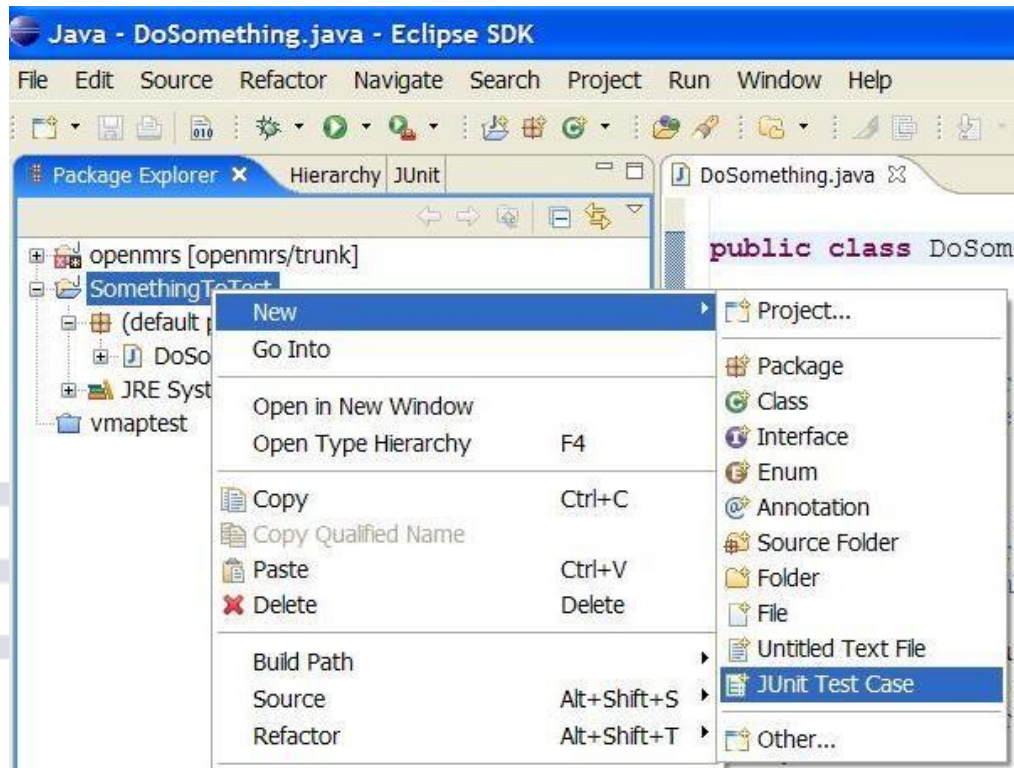 Java - DoSomething.java - Eclipse SDK
File Edit Source Refactor Navigate Search Project Run Window Help
Package Explorer Hierarchy JUnit
DoSomething.java
openmrs [openmrs/trunk]
SomethingToTest
(default p
DoSo
JRE Syst
vmaptest
public class DoSom
New
Go Into
Open in New Window
Open Type Hierarchy F4
Copy Ctrl+C
Copy Qualified Name
Paste Ctrl+V
Delete Delete
Build Path
Source Alt+Shift+S
Refactor Alt+Shift+T
Project...
Package
Class
Interface
Enum
Annotation
Source Folder
Folder
File
Untitled Text File
JUnit Test Case
Other...